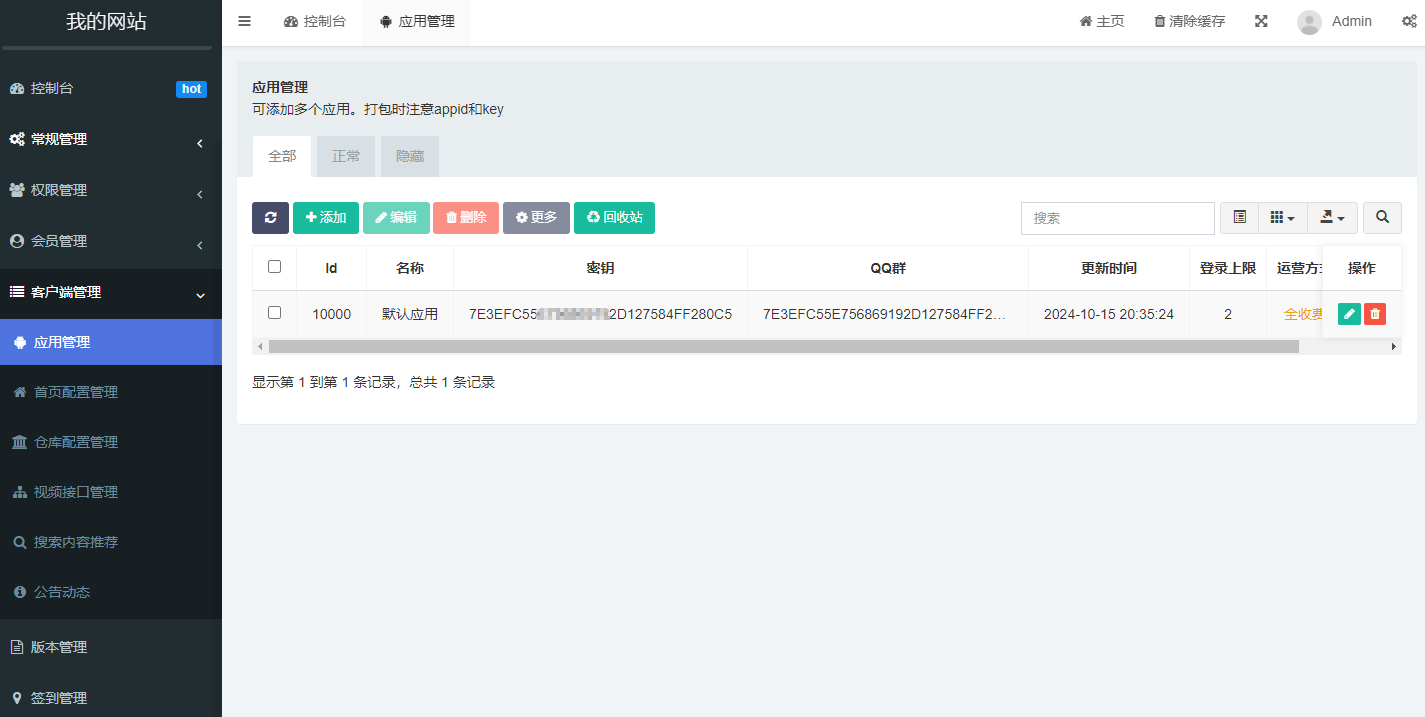 我的网站
控制台
应用管理
主页
清除缓存
Admin
控制台
hot
常规管理
权限管理
会员管理
客户端管理
应用管理
首页配置管理
仓库配置管理
视频接口管理
搜索内容推荐
公告动态
版本管理
签到管理
应用管理
可添加多个应用。打包时注意appid和key
全部
正常
隐藏
添加
编辑
删除
更多
回收站
搜索
Id
名称
密钥
QQ群
更新时间
登录上限
运营方
操作
10000
默认应用
7E3EFC55 2D127584FF280C5
7E3EFC55E756869192D127584FF2…
2024-10-15 20:35:24
2
全收费
显示第 1 到第 1 条记录，总共 1 条记录